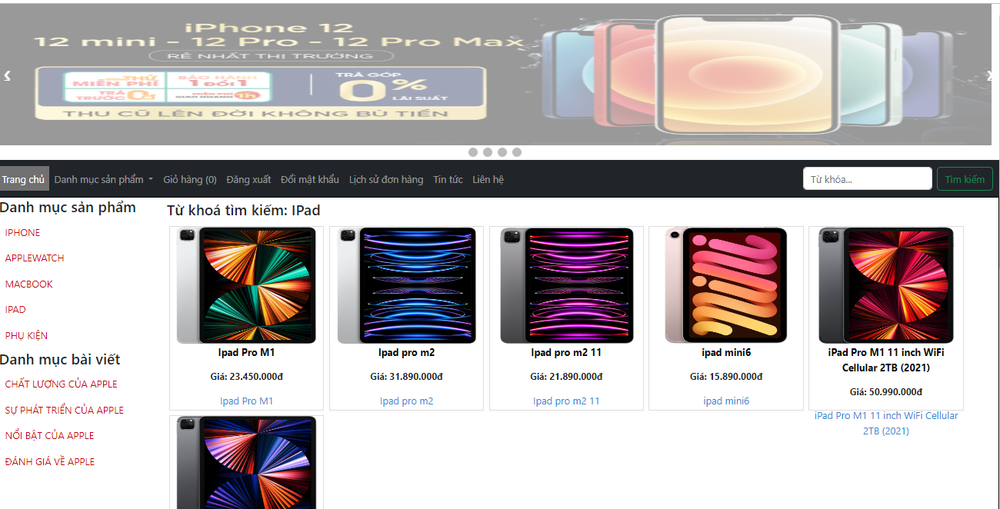 iPhone 12
12 mini - 12 Pro - 12 Pro Max
RẺ NHẤT THỊ TRƯỜNG
THỬ
MIỄN PHÍ
BẢO HÀNH
1 ĐỔI 1
TRẢ
TRƯỚC 0đ
MIỄN PHÍ
GIAO NHANH 1h
TRẢ GÓP
0%
LÃI SUẤT
THU CŨ LÊN ĐỜI KHÔNG BÙ TIỀN
Trang chủ Danh mục sản phẩm Giỏ hàng (0) Đăng xuất Đổi mật khẩu Lịch sử đơn hàng Tin tức Liên hệ Từ khóa... Tìm kiếm
Danh mục sản phẩm
IPHONE
APPLEWATCH
MACBOOK
IPAD
PHỤ KIỆN
Danh mục bài viết
CHẤT LƯỢNG CỦA APPLE
SỰ PHÁT TRIỂN CỦA APPLE
NỔI BẬT CỦA APPLE
ĐÁNH GIÁ VỀ APPLE
Từ khoá tìm kiếm: IPad
Ipad Pro M1
Giá: 23.450.000đ
Ipad Pro M1
Ipad pro m2
Giá: 31.890.000đ
Ipad pro m2
Ipad pro m2 11
Giá: 21.890.000đ
Ipad pro m2 11
ipad mini6
Giá: 15.890.000đ
ipad mini6
iPad Pro M1 11 inch WiFi
Cellular 2TB (2021)
Giá: 50.990.000đ
iPad Pro M1 11 inch WiFi Cellular
2TB (2021)